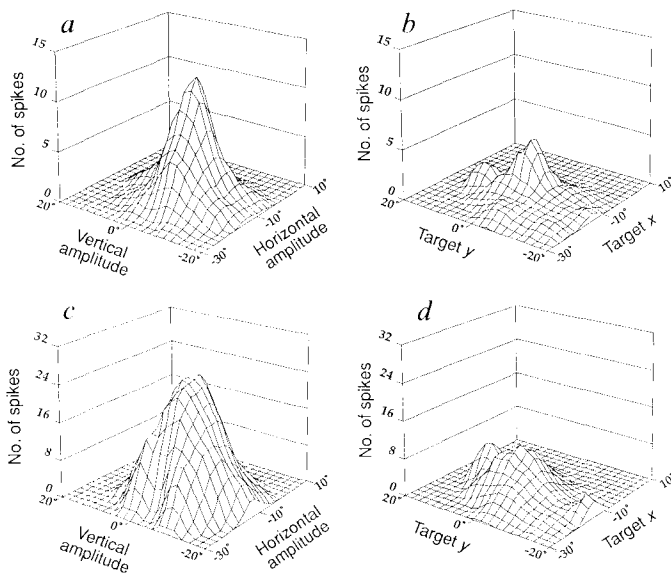 a
15
10
5
0
No. of spikes
20°
0°
-20°
Vertical
amplitude
-30°
-10°
10°
Horizontal
amplitude
b
15
10
5
0
No. of spikes
20°
0°
-20°
Target y
-30°
-10°
10°
Target x
c
32
24
16
8
0
No. of spikes
20°
0°
-20°
Vertical
amplitude
-30°
-10°
10°
Horizontal
amplitude
d
32
24
16
8
0
No. of spikes
20°
0°
-20°
Target y
-30°
-10°
10°
Target x